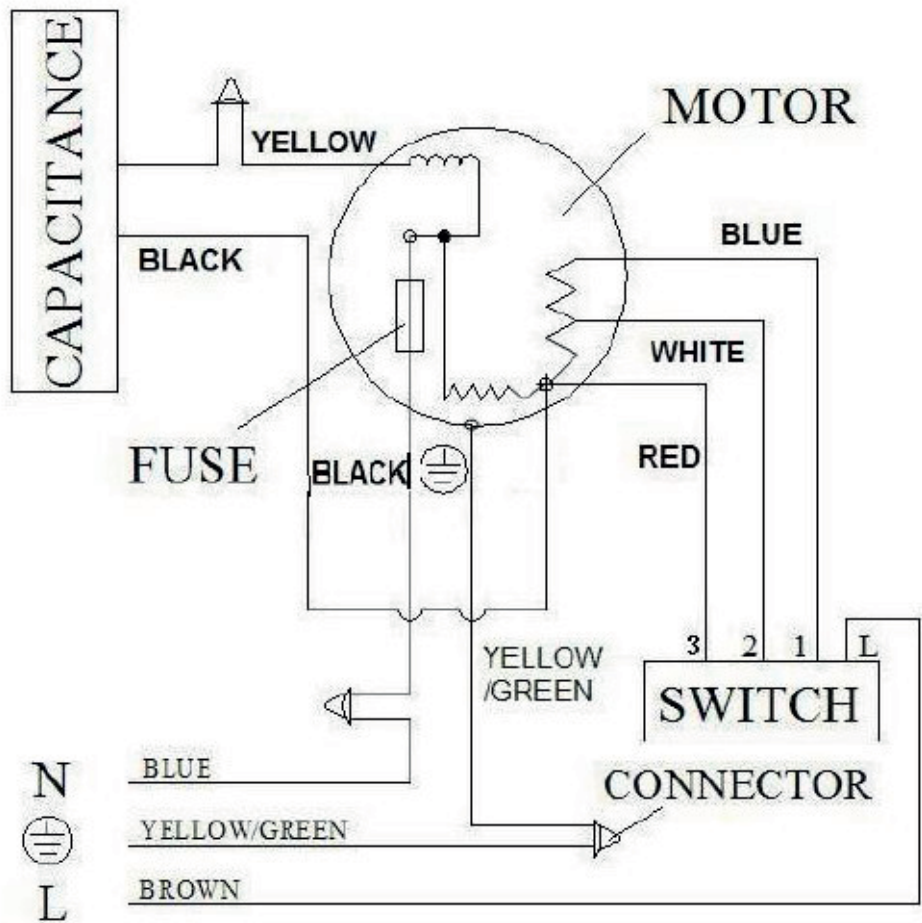 CAPACITANCE
MOTOR
YELLOW
BLACK
BLUE
WHITE
FUSE
BLACK
RED
3 2 1 L
YELLOW
/GREEN
SWITCH
N
BLUE
CONNECTOR
YELLOW/GREEN
L
BROWN